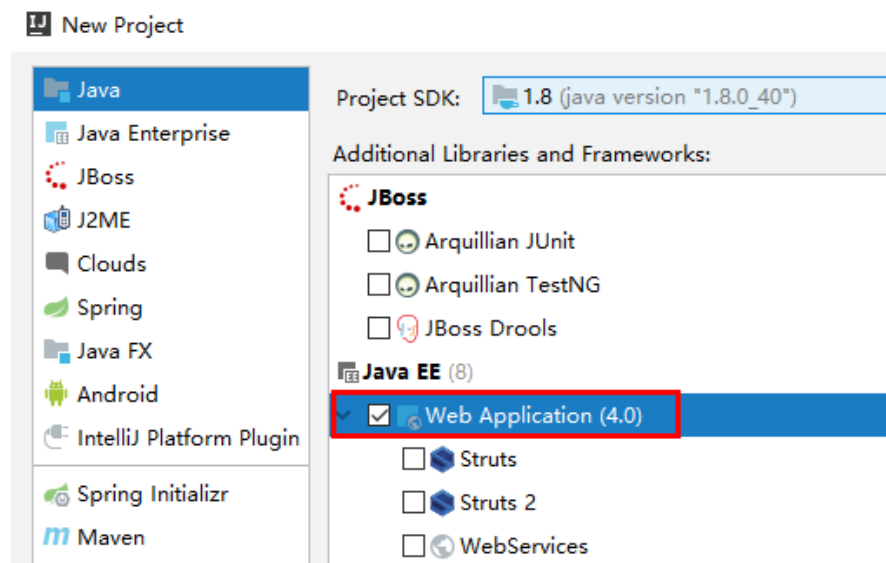 New Project
Java
Java Enterprise
JBoss
J2ME
Clouds
Spring
Java FX
Android
IntelliJ Platform Plugin
Spring Initializr
Maven
Project SDK: 1.8 (java version "1.8.0_40")
Additional Libraries and Frameworks:
JBoss
Arquillian JUnit
Arquillian TestNG
JBoss Drools
Java EE (8)
Web Application (4.0)
Struts
Struts 2
WebServices